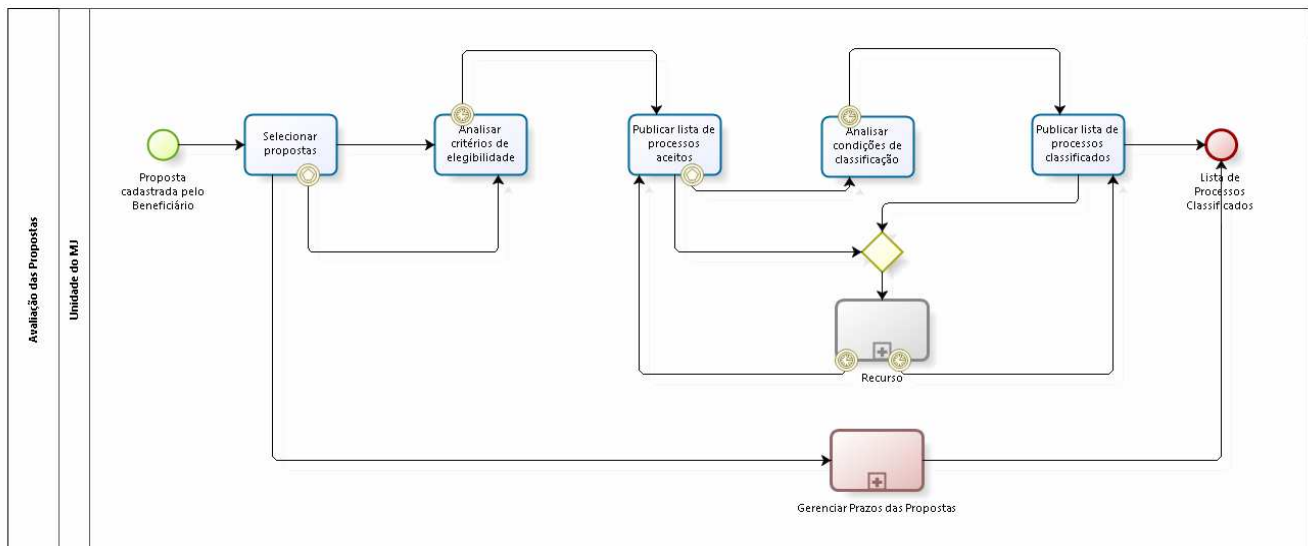 Avaliação das Propostas
Unidade do MJ
Proposta
cadastrada pelo
Beneficiário
Selecionar
propostas
Analisar
critérios de
elegibilidade
Publicar lista de
processos
aceitos
Analisar
condições de
classificação
Publicar lista de
processos
classificados
Lista de
Processos
Classificados
Recurso
Gerenciar Prazos das Propostas